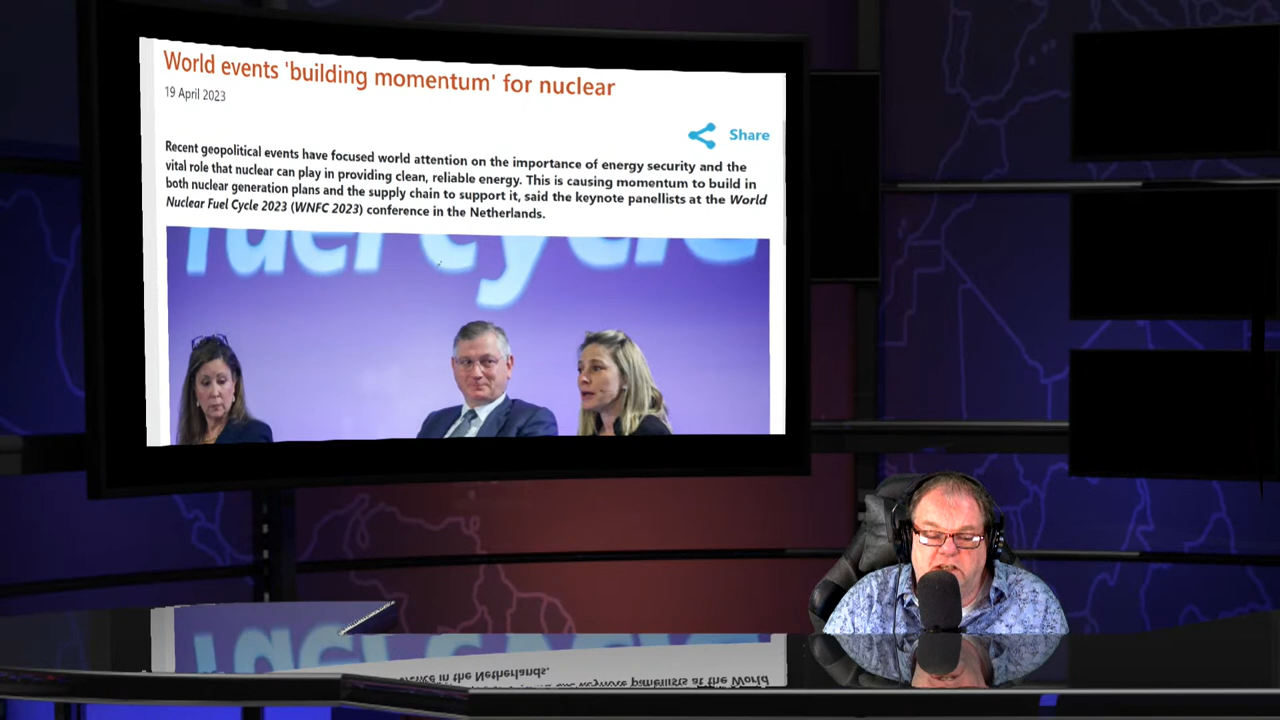 World events 'building momentum' for nuclear
19 April 2023
Share
Recent geopolitical events have focused world attention on the importance of energy security and the
vital role that nuclear can play in providing clean, reliable energy. This is causing momentum to build in
both nuclear generation plans and the supply chain to support it, said the keynote panellists at the World
Nuclear Fuel Cycle 2023 (WNFC 2023) conference in the Netherlands.
fuel cycle